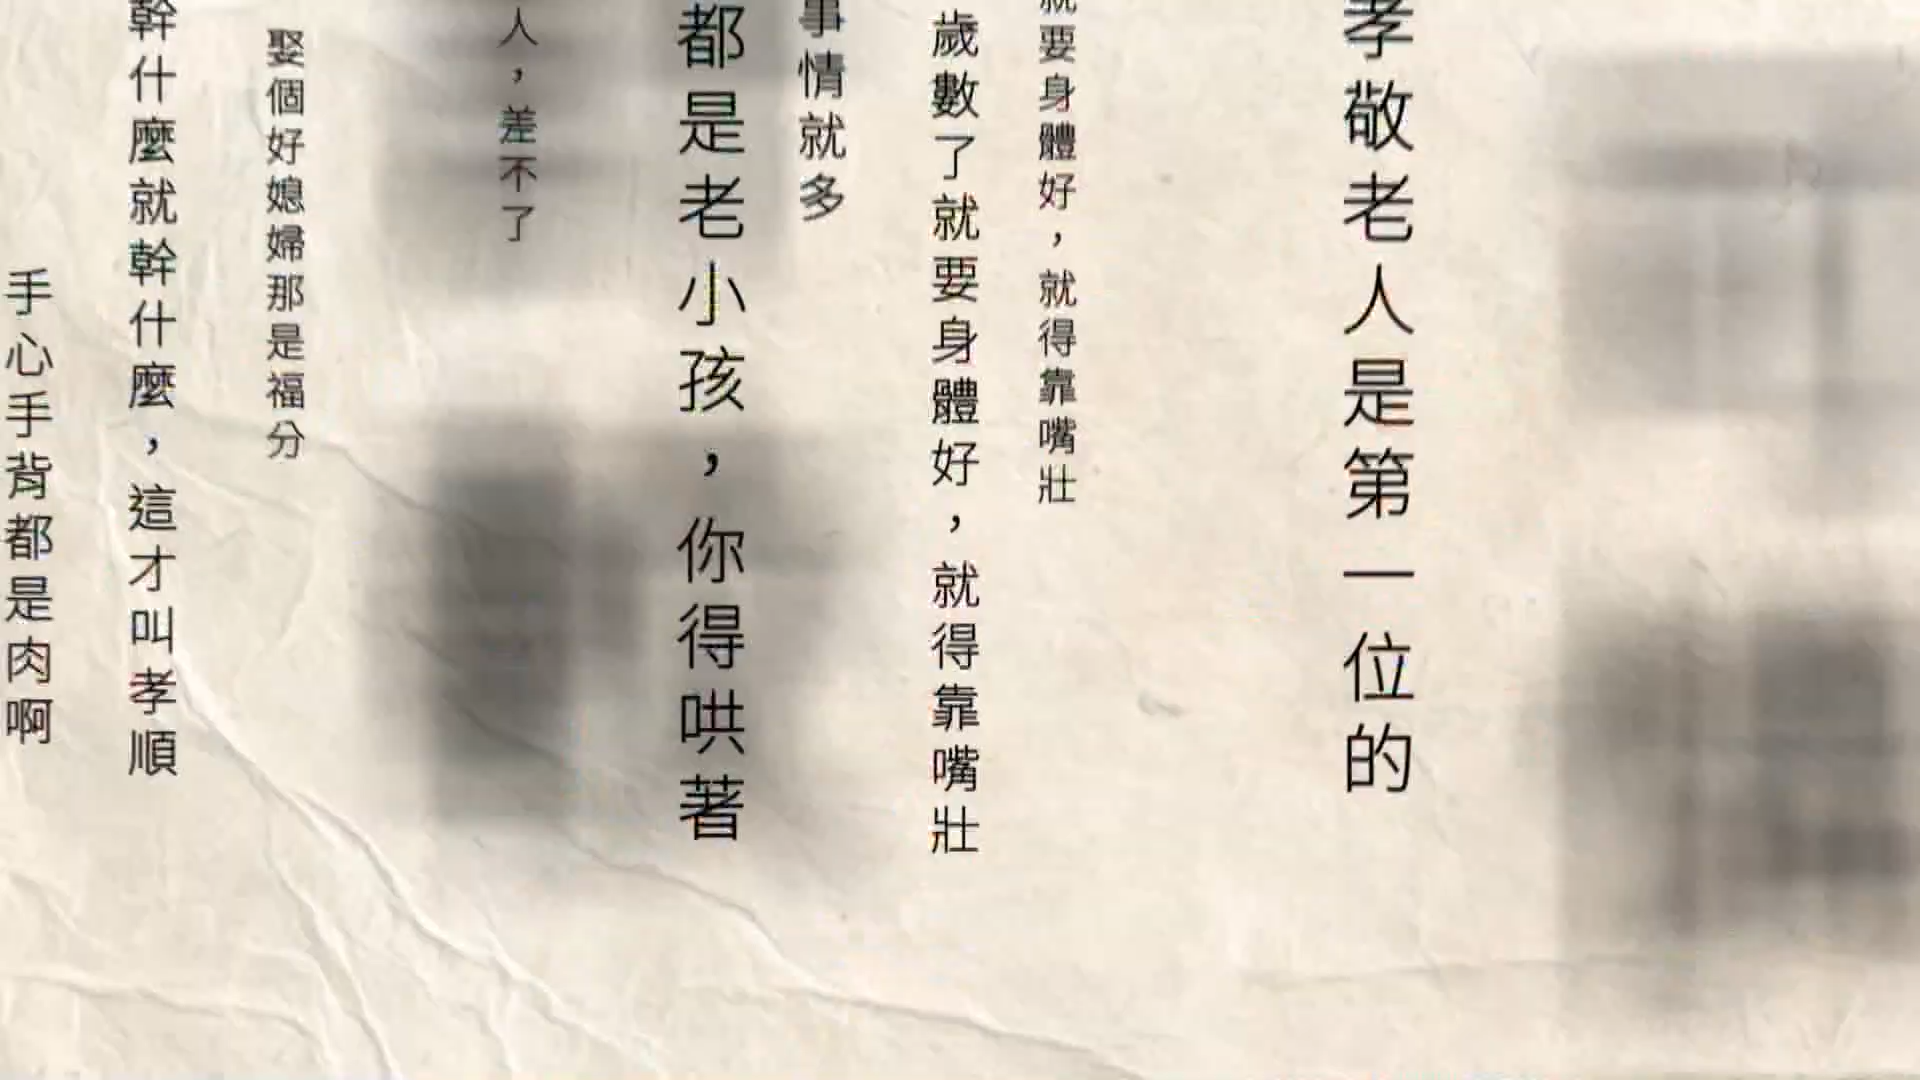 孝敬老人是第一位的
就要身體好，就得靠嘴壯
歲數了就要身體好，就得靠嘴壯
事情就多
都是老小孩，你得哄著
人，差不了
娶個好媳婦那是福分
幹什麼就幹什麼，這才叫孝順
手心手背都是肉啊